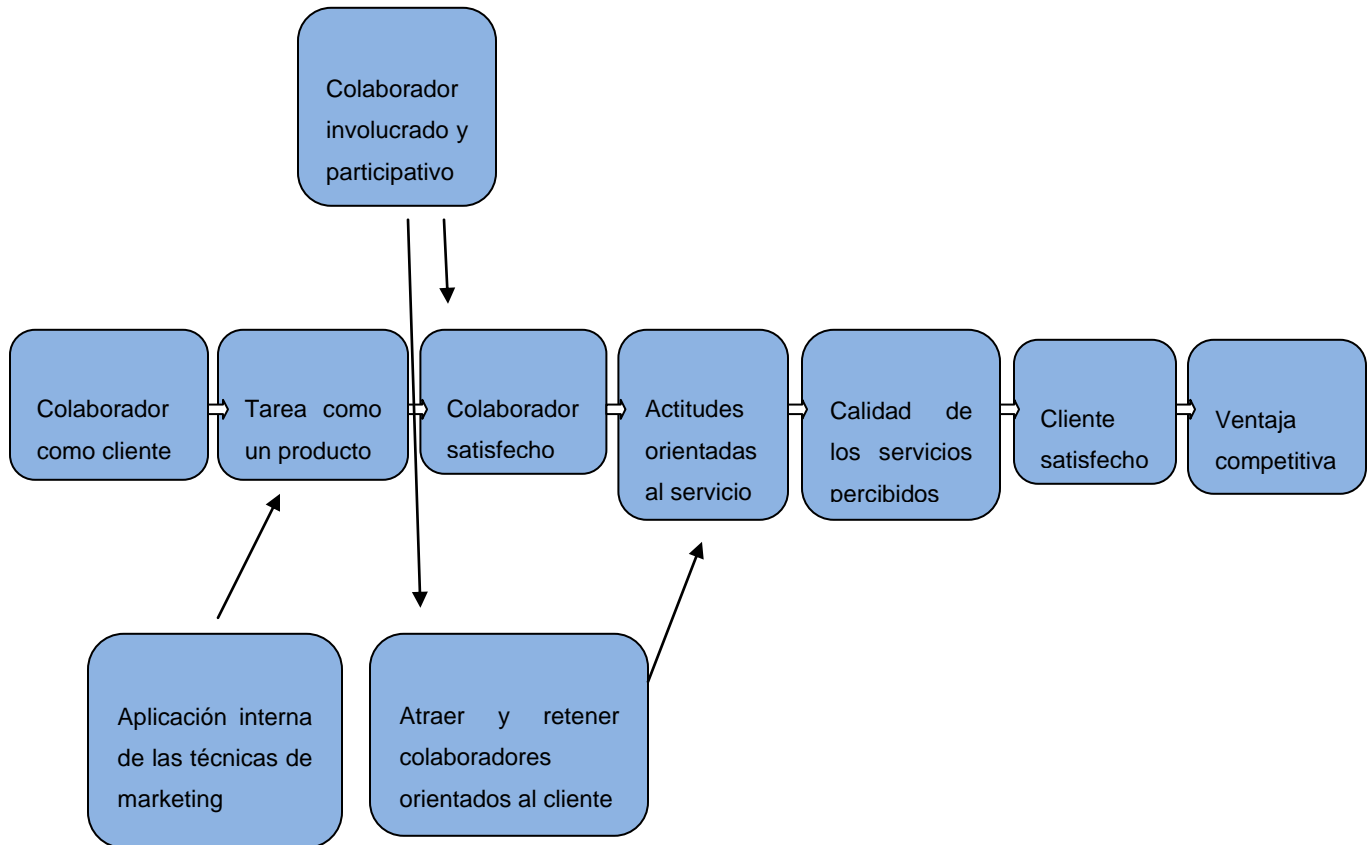 Colaborador
involucrado y
participativo
Colaborador
como cliente
Tarea como
un producto
Colaborador
satisfecho
Actitudes
orientadas
al servicio
Calidad de
los servicios
percibidos
Cliente
satisfecho
Ventaja
competitiva
Aplicación interna
de las técnicas de
marketing
Atraer y retener
colaboradores
orientados al cliente